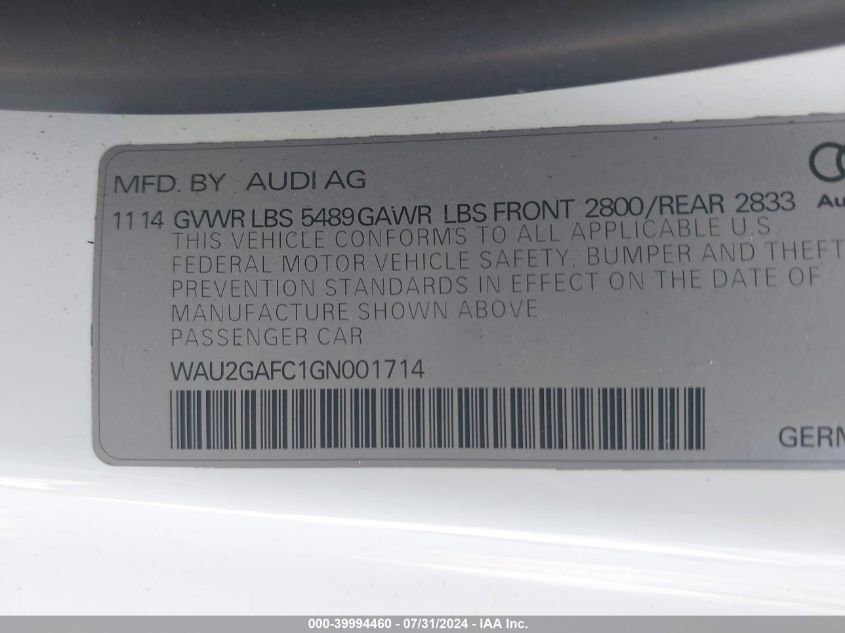 MFD. BY AUDI AG
11 14 GVWR LBS 5489 GAWR LBS FRONT 2800/REAR 2833
THIS VEHICLE CONFORMS TO ALL APPLICABLE U.S.
FEDERAL MOTOR VEHICLE SAFETY, BUMPER AND THEFT
PREVENTION STANDARDS IN EFFECT ON THE DATE OF
MANUFACTURE SHOWN ABOVE
PASSENGER CAR
WAU2GAFC1GN001714
000-39994460 - 07/31/2024 - IAA Inc.